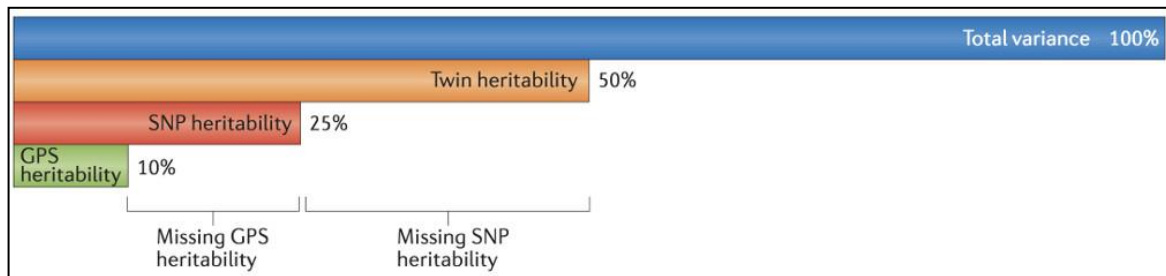 Total variance 100%
Twin heritability 50%
SNP heritability 25%
GPS
heritability 10%
Missing GPS
heritability
Missing SNP
heritability